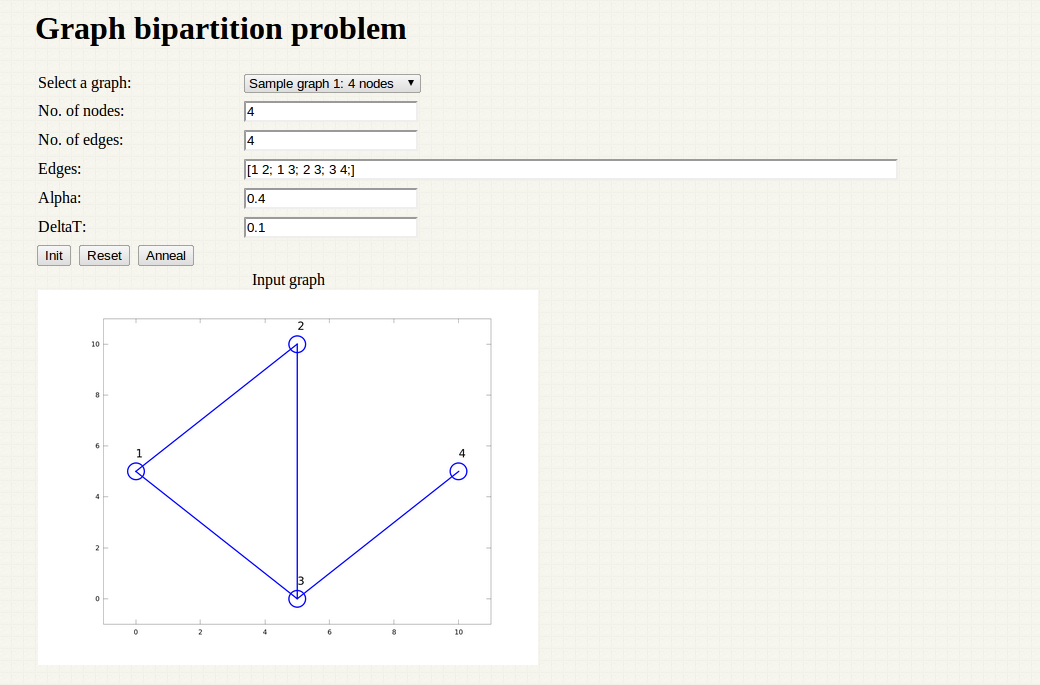 Graph bipartition problem
Select a graph: Sample graph 1: 4 nodes
No. of nodes: 4
No. of edges: 4
Edges: [1 2; 1 3; 2 3; 3 4;]
Alpha: 0.4
DeltaT: 0.1
Init Reset Anneal
Input graph
2
10
8
1 4
6
4
2
3
0
0 2 4 6 8 10